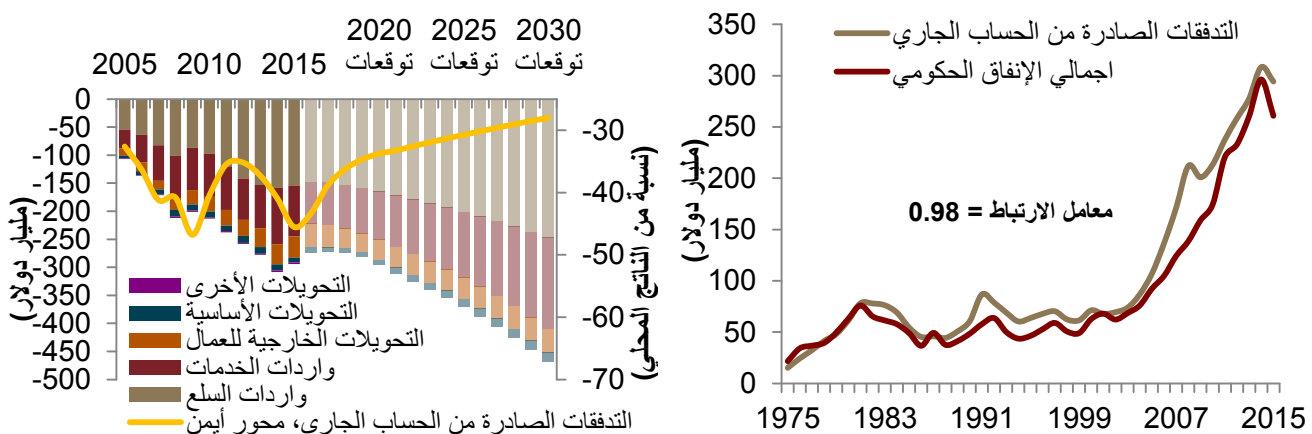 2020 2025 2030
2005 2010 2015 توقعات توقعات توقعات
0
-50
-100
-150
-200
-250
-300
-350
-400
-450
-500
(مليار دولار)
-30
-40
-50
-60
-70
(نسبة من الناتج المحلي)
التحويلات الأخرى
التحويلات الأساسية
التحويلات الخارجية للعمال
واردات الخدمات
واردات السلع
التدفقات الصادرة من الحساب الجاري، محور أيمن
350
300
250
200
150
100
50
0
(مليار دولار)
التدفقات الصادرة من الحساب الجاري
اجمالي الإنفاق الحكومي
معامل الارتباط = 0.98
1975 1983 1991 1999 2007 2015